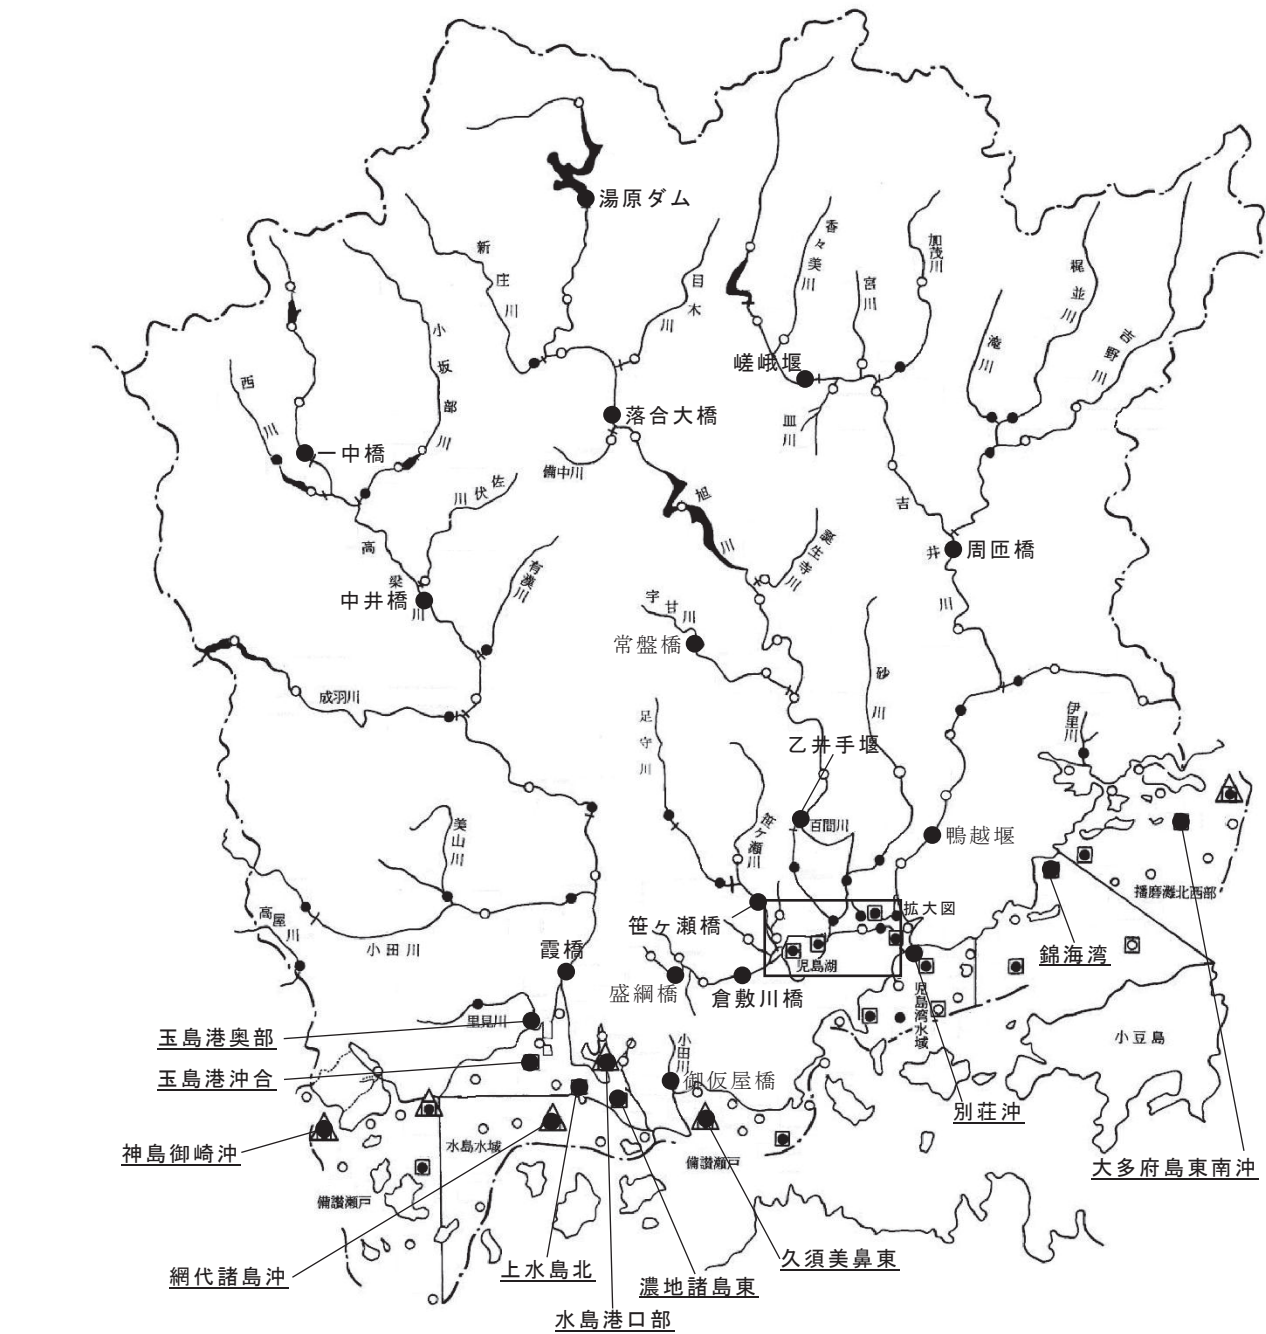 湯原ダム
新庄川
目木川
香々美川
加茂川
宮川
梶並川
滝川
吉野川
小坂部川
西川
嵯峨堰
皿川
落合大橋
一中橋
備中川
佐伏川
旭川
誕生寺川
吉井川
周匝橋
高梁川
中井橋
有漢川
宇甘川
常盤橋
成羽川
足守川
砂川
伊里川
乙井手堰
百間川
笹ヶ瀬川
鴨越堰
美山川
高屋川
小田川
播磨灘北西部
拡大図
笹ヶ瀬橋
錦海湾
霞橋
児島湖
盛綱橋
倉敷川橋
児島湾水域
里見川
玉島港奥部
小豆島
小田川
玉島港沖合
御仮屋橋
別荘沖
神島御崎沖
水島水域
備讃瀬戸
大多府島東南沖
備讃瀬戸
網代諸島沖
上水島北
久須美鼻東
濃地諸島東
水島港口部